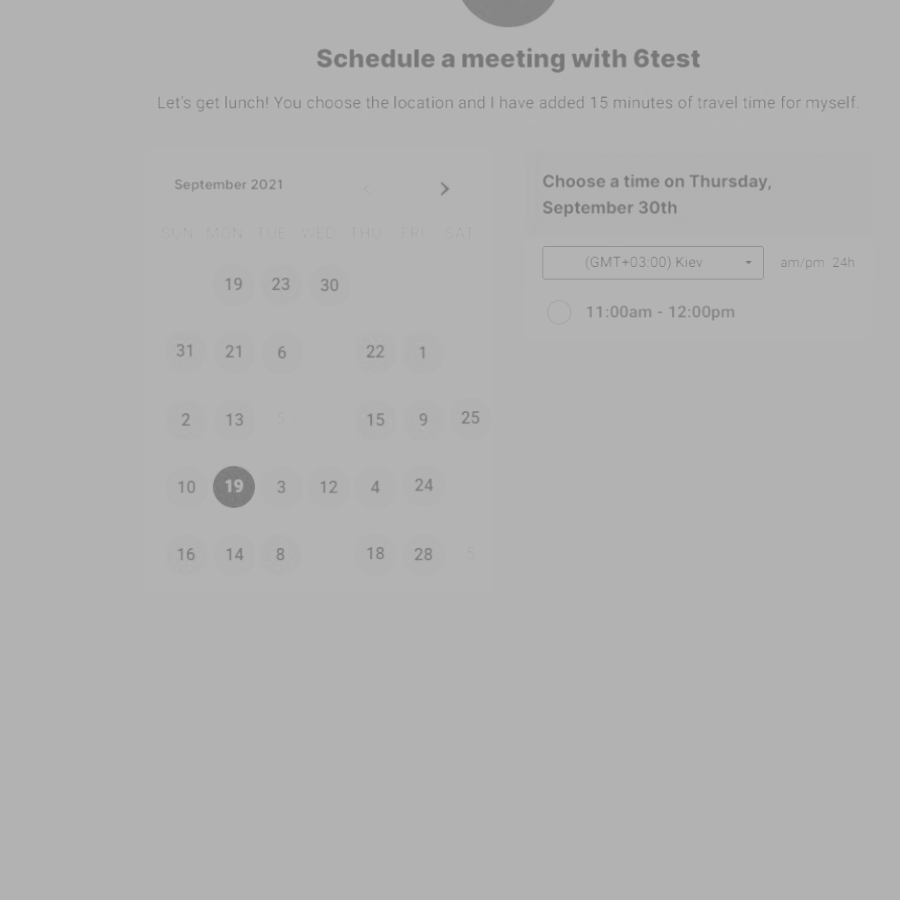 Schedule a meeting with 6test
Let's get lunch! You choose the location and I have added 15 minutes of travel time for myself.
September 2021
SUN MON TUE WED THU FRI SAT
19 23 30
31 21 6 22 1
2 13 5 15 9 25
10 19 3 12 4 24
16 14 8 18 28 5
Choose a time on Thursday,
September 30th
(GMT+03:00) Kiev am/pm 24h
11:00am - 12:00pm